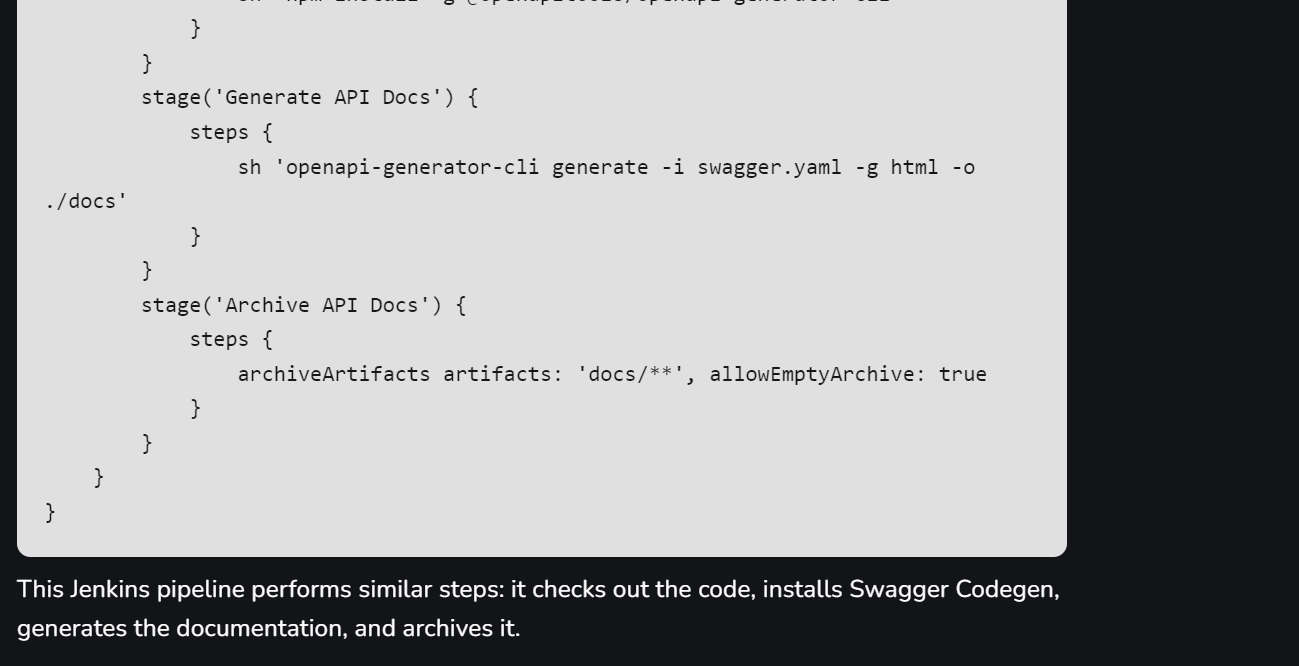 }
}
stage('Generate API Docs') {
steps {
sh 'openapi-generator-cli generate -i swagger.yaml -g html -o
./docs'
}
}
stage('Archive API Docs') {
steps {
archiveArtifacts artifacts: 'docs/**', allowEmptyArchive: true
}
}
}
}
This Jenkins pipeline performs similar steps: it checks out the code, installs Swagger Codegen,
generates the documentation, and archives it.